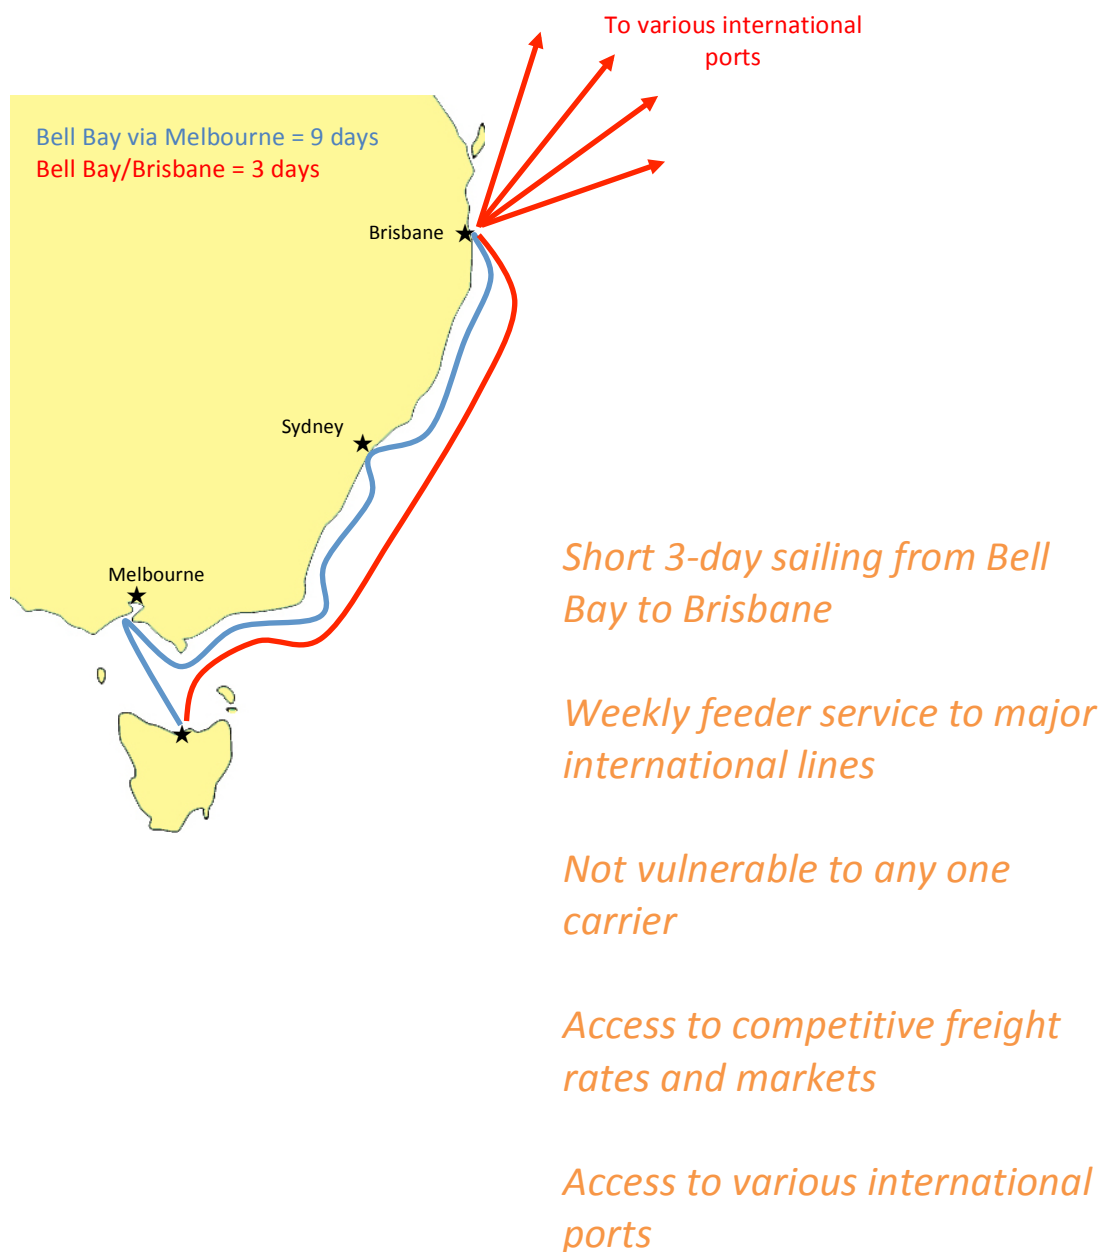 To various international
ports
Bell Bay via Melbourne = 9 days
Bell Bay/Brisbane = 3 days
Brisbane
Sydney
Melbourne
Short 3-day sailing from Bell
Bay to Brisbane
Weekly feeder service to major
international lines
Not vulnerable to any one
carrier
Access to competitive freight
rates and markets
Access to various international
ports